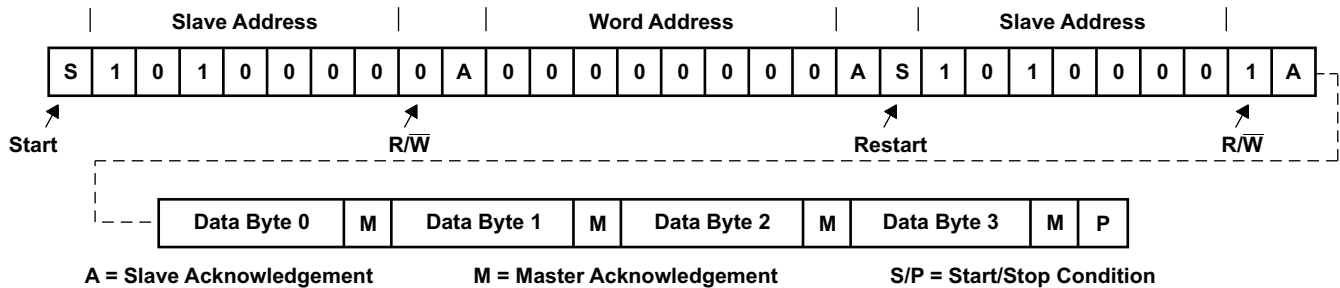 Slave Address Word Address Slave Address
S 1 0 1 0 0 0 0 0 A 0 0 0 0 0 0 0 0 A S 1 0 1 0 0 0 0 1 A
Start R/W̅ Restart R/W̅
Data Byte 0 M Data Byte 1 M Data Byte 2 M Data Byte 3 M P
A = Slave Acknowledgement M = Master Acknowledgement S/P = Start/Stop Condition